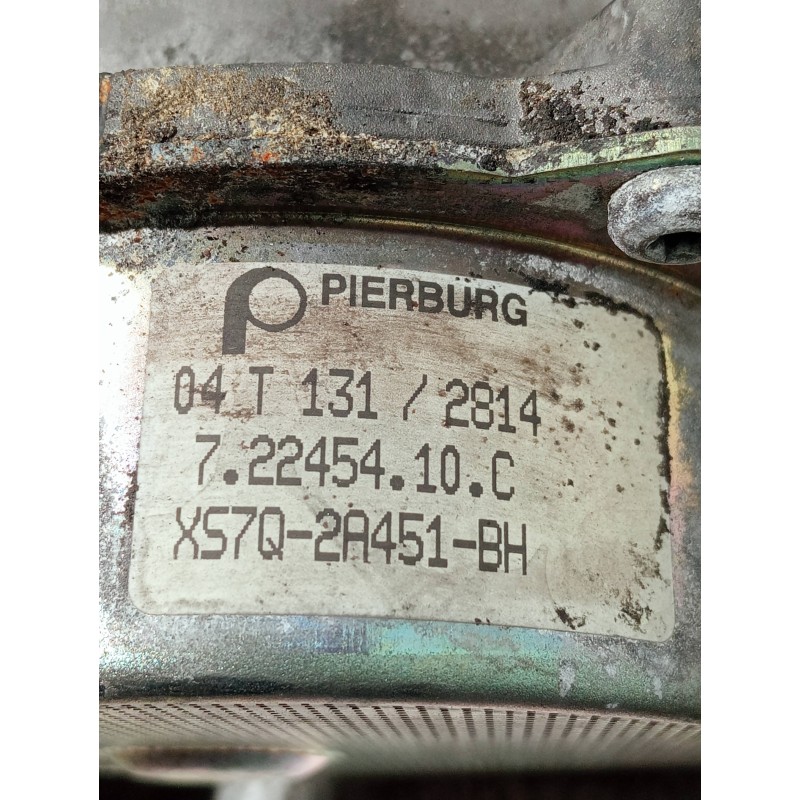 PIERBURG
04 T 131 / 2814
7.22454.10.C
XS7Q-2A451-BH